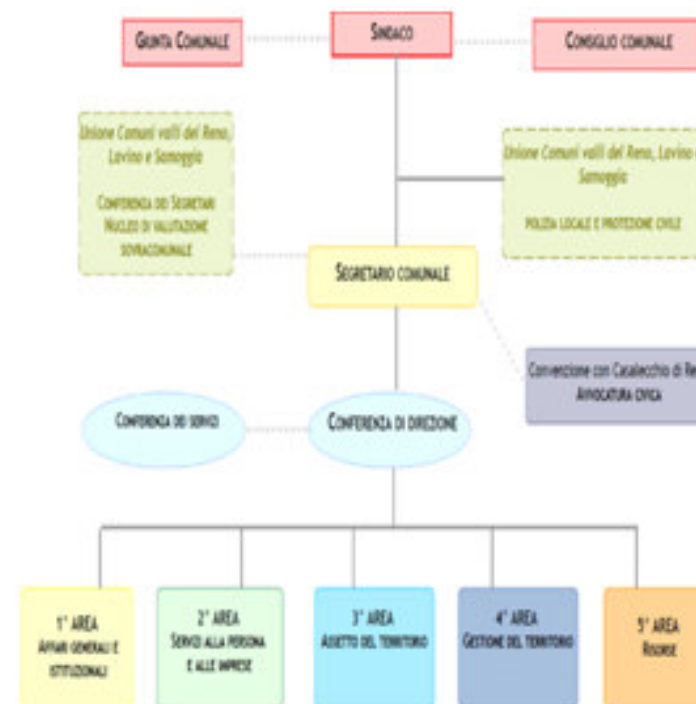 GIUNTA COMUNALE
SINDACO
CONSIGLIO COMUNALE
Unione Comuni valli del Reno,
Lavino e Samoggia
CONFERENZA DEI SEGRETARI
NUCLEO DI VALUTAZIONE
SOVRACOMUNALE
Unione Comuni valli del Reno, Lavino e
Samoggia
POLIZIA LOCALE E PROTEZIONE CIVILE
SEGRETARIO COMUNALE
Convenzione con Casalecchio di Re
AVVOCATURA CIVICA
CONFERENZA DEI SERVIZI
CONFERENZA DI DIREZIONE
1° AREA
AFFARI GENERALI E
ISTITUZIONALI
2° AREA
SERVIZI ALLA PERSONA
E ALLE IMPRESE
3° AREA
ASSETTO DEL TERRITORIO
4° AREA
GESTIONE DEL TERRITORIO
5° AREA
RISORSE